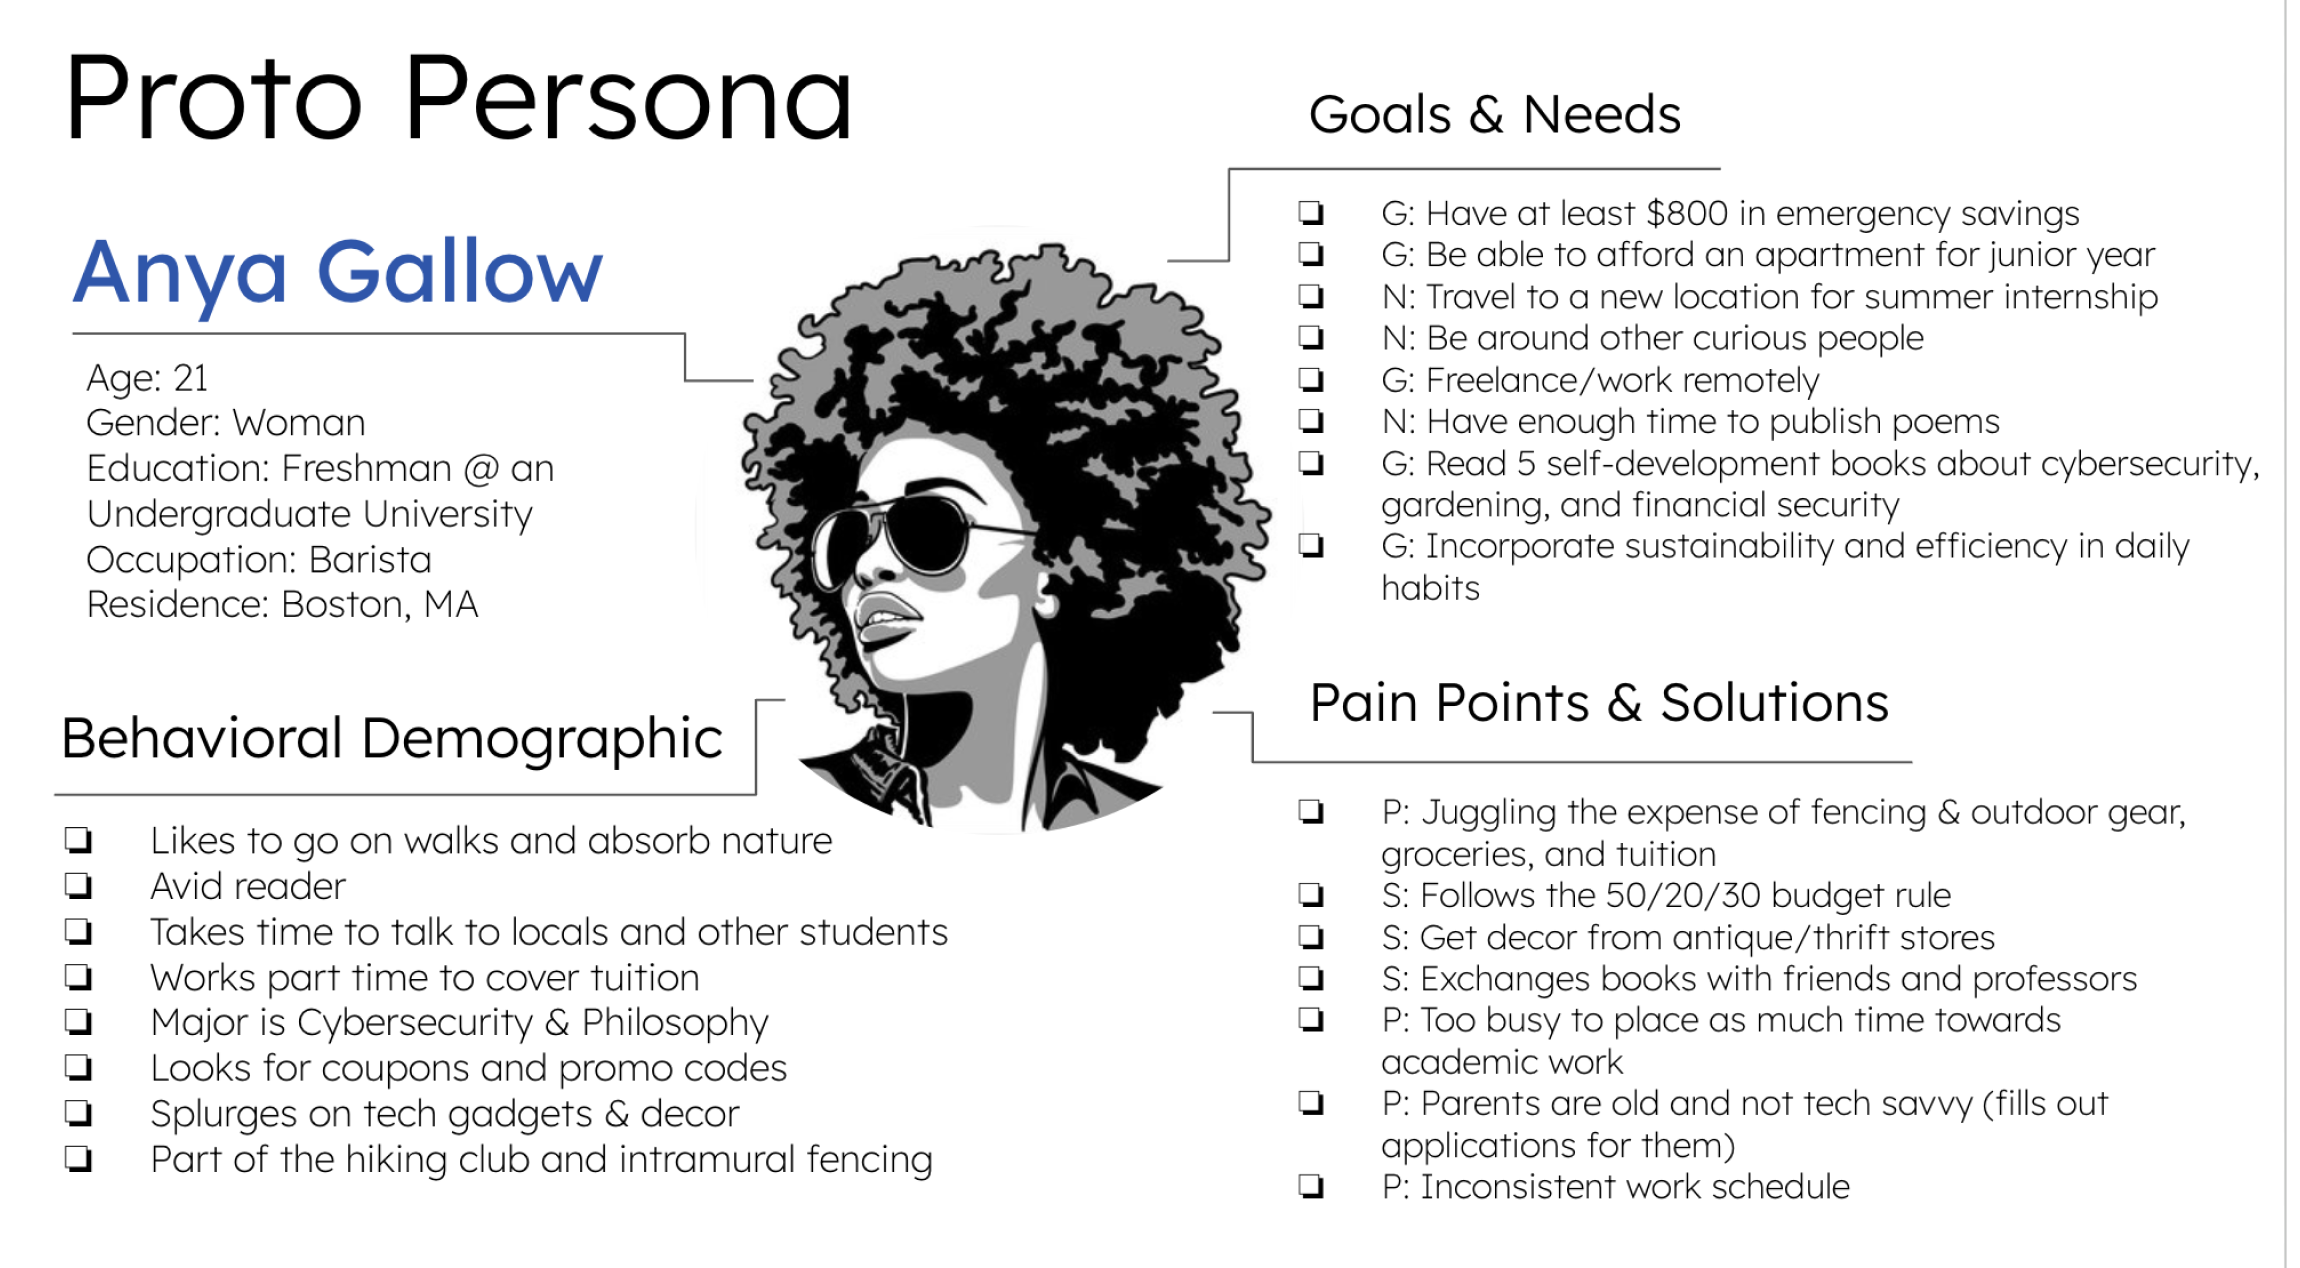 Proto Persona
Anya Gallow
Age: 21
Gender: Woman
Education: Freshman @ an
Undergraduate University
Occupation: Barista
Residence: Boston, MA
Behavioral Demographic
❏ Likes to go on walks and absorb nature
❏ Avid reader
❏ Takes time to talk to locals and other students
❏ Works part time to cover tuition
❏ Major is Cybersecurity & Philosophy
❏ Looks for coupons and promo codes
❏ Splurges on tech gadgets & decor
❏ Part of the hiking club and intramural fencing
Goals & Needs
❏ G: Have at least $800 in emergency savings
❏ G: Be able to afford an apartment for junior year
❏ N: Travel to a new location for summer internship
❏ N: Be around other curious people
❏ G: Freelance/work remotely
❏ N: Have enough time to publish poems
❏ G: Read 5 self-development books about cybersecurity,
gardening, and financial security
❏ G: Incorporate sustainability and efficiency in daily
habits
Pain Points & Solutions
❏ P: Juggling the expense of fencing & outdoor gear,
groceries, and tuition
❏ S: Follows the 50/20/30 budget rule
❏ S: Get decor from antique/thrift stores
❏ S: Exchanges books with friends and professors
❏ P: Too busy to place as much time towards
academic work
❏ P: Parents are old and not tech savvy (fills out
applications for them)
❏ P: Inconsistent work schedule